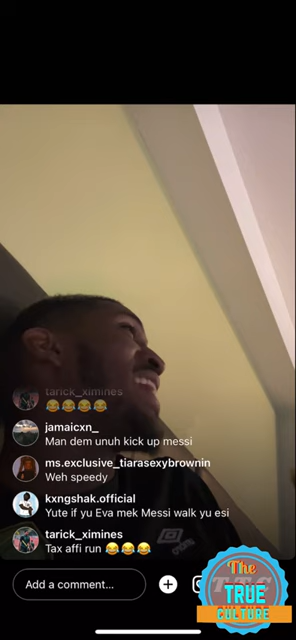 tarick_ximines
😂😂😂😂
jamaicxn_
Man dem unuh kick up messi
ms.exclusive_tiarasexybrownin
Weh speedy
kxngshak.official
Yute if yu Eva mek Messi walk yu esi
tarick_ximines
Tax affi run 😂😂😂
Add a comment...
The
T.T.C
TRUE
CULTURE